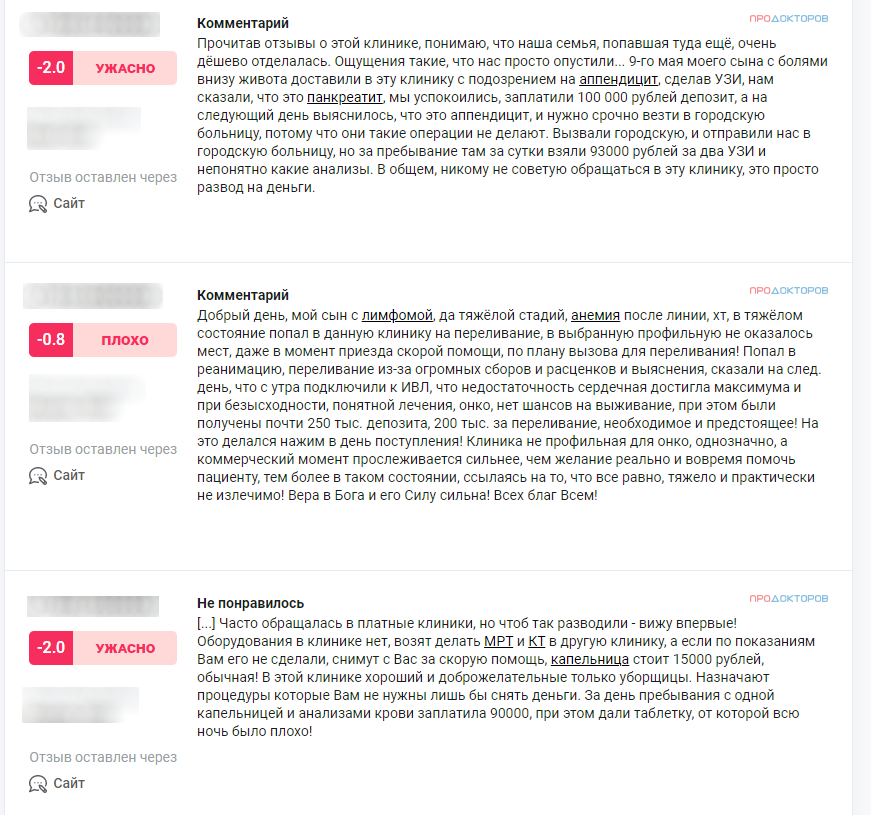 Комментарий
ПРОДОКТОРОВ
Прочитав отзывы о этой клинике, понимаю, что наша семья, попавшая туда ещё, очень
дёшево отделалась. Ощущения такие, что нас просто опустили... 9-го мая моего сына с болями
-2.0 УЖАСНО
внизу живота доставили в эту клинику с подозрением на аппендицит, сделав УЗИ, нам
сказали, что это панкреатит, мы успокоились, заплатили 100 000 рублей депозит, а на
следующий день выяснилось, что это аппендицит, и нужно срочно везти в городскую
больницу, потому что они такие операции не делают. Вызвали городскую, и отправили нас в
городскую больницу, но за пребывание там за сутки взяли 93000 рублей за два УЗИ и
непонятно какие анализы. В общем, никому не советую обращаться в эту клинику, это просто
развод на деньги.
Отзыв оставлен через
Сайт
Комментарий
ПРОДОКТОРОВ
Добрый день, мой сын с лимфомой, да тяжёлой стадий, анемия после линии, хт, в тяжёлом
состояние попал в данную клинику на переливание, в выбранную профильную не оказалось
-0.8 ПЛОХО
мест, даже в момент приезда скорой помощи, по плану вызова для переливания! Попал в
реанимацию, переливание из-за огромных сборов и расценков и выяснения, сказали на след.
день, что с утра подключили к ИВЛ, что недостаточность сердечная достигла максимума и
при безысходности, понятной лечения, онко, нет шансов на выживание, при этом были
получены почти 250 тыс. депозита, 200 тыс. за переливание, необходимое и предстоящее! На
это делался нажим в день поступления! Клиника не профильная для онко, однозначно, а
коммерческий момент прослеживается сильнее, чем желание реально и вовремя помочь
пациенту, тем более в таком состоянии, ссылаясь на то, что все равно, тяжело и практически
не излечимо! Вера в Бога и его Силу сильна! Всех благ Всем!
Отзыв оставлен через
Сайт
Не понравилось
ПРОДОКТОРОВ
[...] Часто обращалась в платные клиники, но чтоб так разводили - вижу впервые!
Оборудования в клинике нет, возят делать МРТ и КТ в другую клинику, а если по показаниям
-2.0 УЖАСНО
Вам его не сделали, снимут с Вас за скорую помощь, капельница стоит 15000 рублей,
обычная! В этой клинике хороший и доброжелательные только уборщицы. Назначают
процедуры которые Вам не нужны лишь бы снять деньги. За день пребывания с одной
капельницей и анализами крови заплатила 90000, при этом дали таблетку, от которой всю
ночь было плохо!
Отзыв оставлен через
Сайт